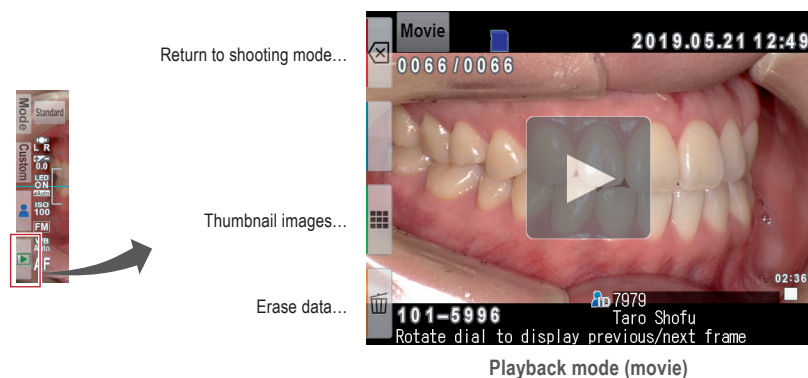 Return to shooting mode…
Thumbnail images…
Erase data…
Mode
Standard
Custom
L R
0.0
LED
ON
ISO
100
FM
WB
Auto
AF
Movie
2019.05.21 12:49
0066/0066
02:36
ID 7979
101-5996
Taro Shofu
Rotate dial to display previous/next frame
Playback mode (movie)